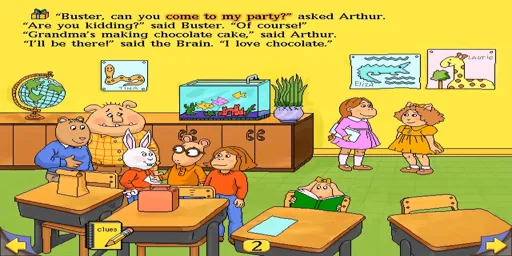 "Buster, can you come to my party?" asked Arthur.
"Are you kidding?" said Buster. "Of course!"
"Grandma's making chocolate cake," said Arthur.
"I'll be there!" said the Brain. "I love chocolate."
TINA
ELIZA
clues
2